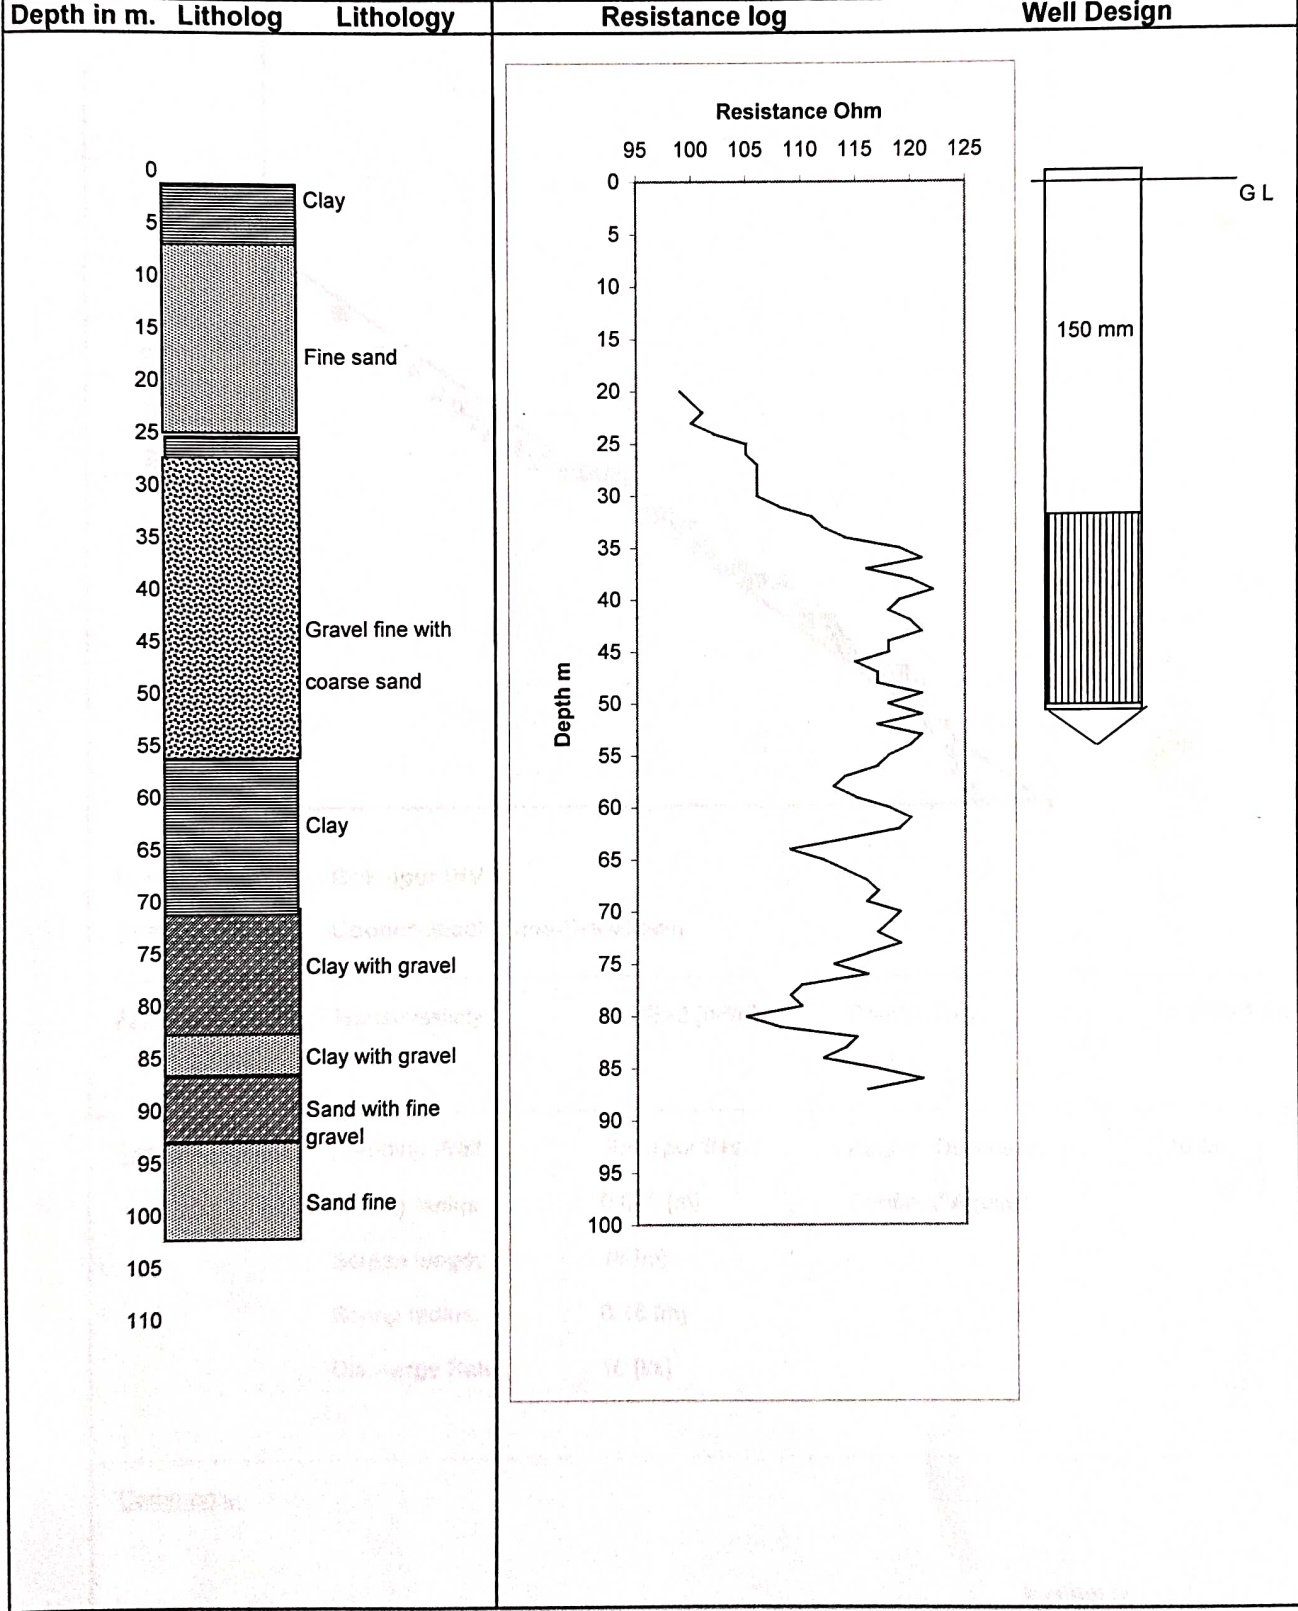 Depth in m. Litholog Lithology Resistance log Well Design
Resistance Ohm
95 100 105 110 115 120 125
0
5
10
15
20
25
30
35
40
45
50
55
60
65
70
75
80
85
90
95
100
105
110
Clay
Fine sand
Gravel fine with
coarse sand
Clay
Clay with gravel
Clay with gravel
Sand with fine
gravel
Sand fine
Depth m
0
5
10
15
20
25
30
35
40
45
50
55
60
65
70
75
80
85
90
95
100
G L
150 mm